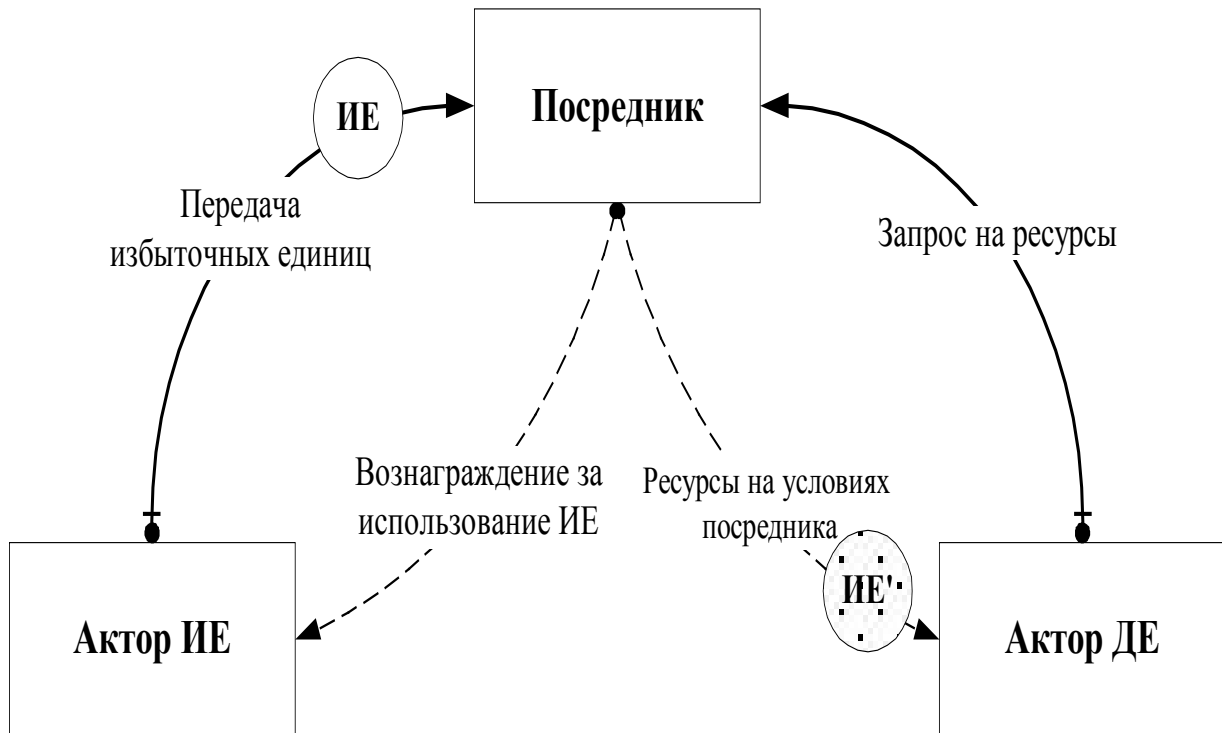 ИЕ
Посредник
Передача
избыточных единиц
Запрос на ресурсы
Вознаграждение за
использование ИЕ
Ресурсы на условиях
посредника
ИЕ'
Актор ИЕ
Актор ДЕ